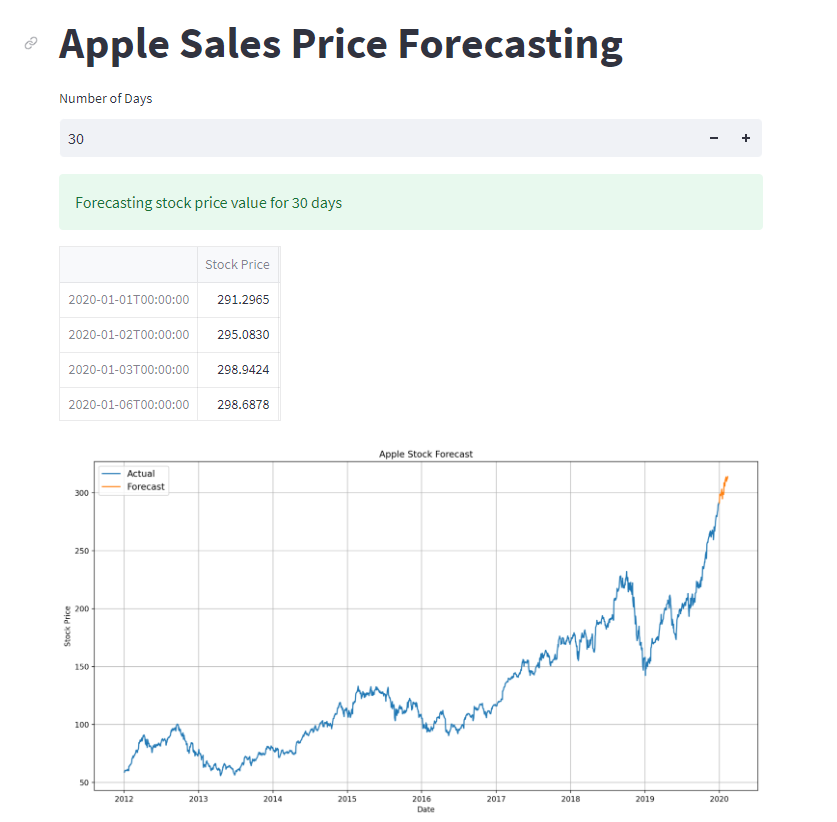 Apple Sales Price Forecasting
Number of Days
30 − +
Forecasting stock price value for 30 days
Stock Price
2020-01-01T00:00:00 291.2965
2020-01-02T00:00:00 295.0830
2020-01-03T00:00:00 298.9424
2020-01-06T00:00:00 298.6878
Apple Stock Forecast
Actual
Forecast
300
250
200
150
100
50
Stock Price
2012 2013 2014 2015 2016 2017 2018 2019 2020
Date